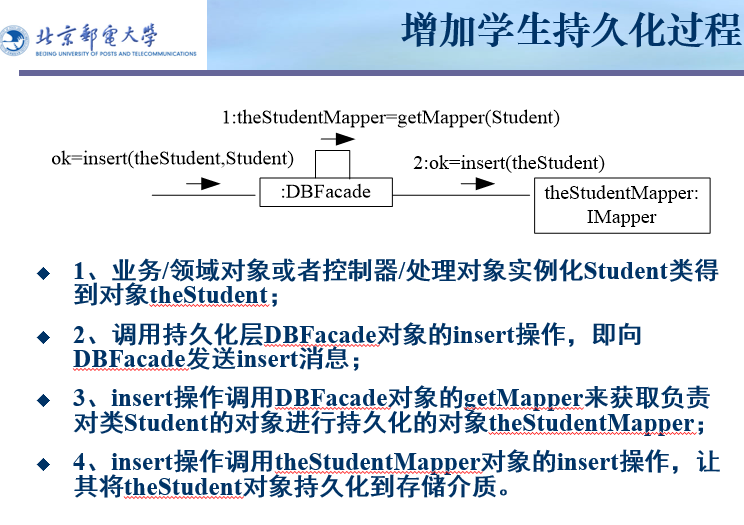 北京邮电大学
BEIJING UNIVERSITY OF POSTS AND TELECOMMUNICATIONS
增加学生持久化过程
1:theStudentMapper=getMapper(Student)
ok=insert(theStudent,Student)
2:ok=insert(theStudent)
:DBFacade
theStudentMapper:
IMapper
1、业务/领域对象或者控制器/处理对象实例化Student类得
到对象theStudent；
2、调用持久化层DBFacade对象的insert操作，即向
DBFacade发送insert消息；
3、insert操作调用DBFacade对象的getMapper来获取负责
对类Student的对象进行持久化的对象theStudentMapper；
4、insert操作调用theStudentMapper对象的insert操作，让
其将theStudent对象持久化到存储介质。